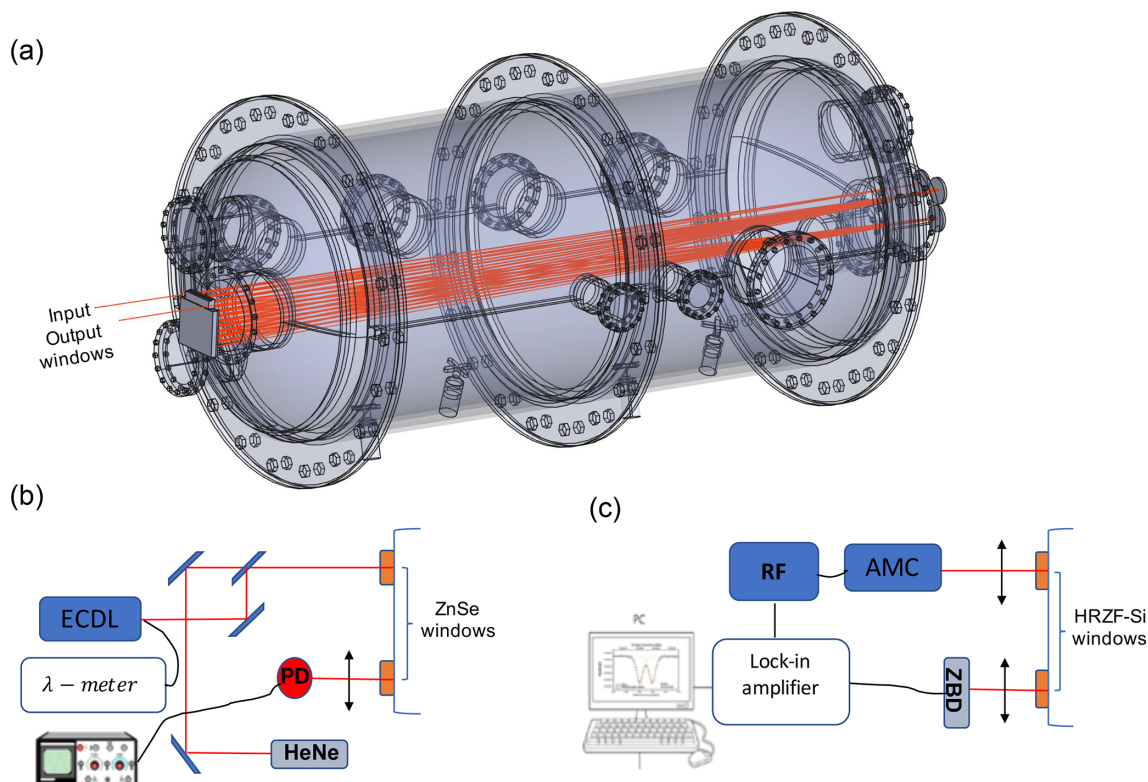 (a)
Input
Output
windows
(b)
ECDL
λ − meter
PD
HeNe
ZnSe
windows
(c)
RF
AMC
PC
Lock-in
amplifier
ZBD
HRZF-Si
windows